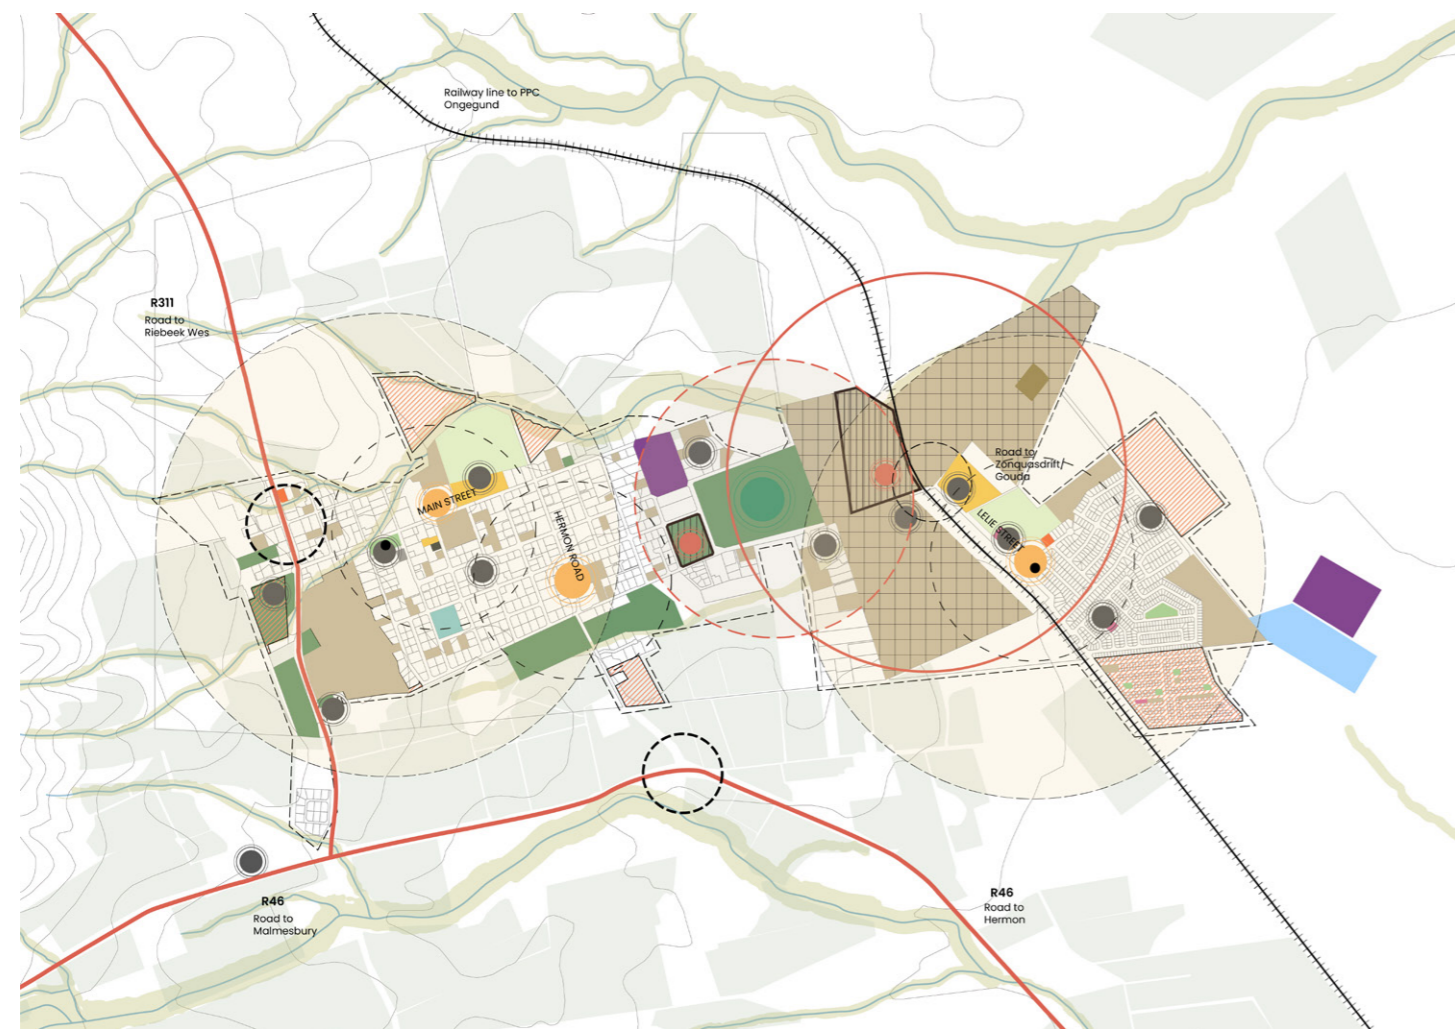 Railway line to PPC
Ongegund
R311
Road to
Riebeek Wes
MAIN STREET
HERMON ROAD
Road to
Zonquasdrift/
Gouda
LELIE STREET
R46
Road to
Malmesbury
R46
Road to
Hermon